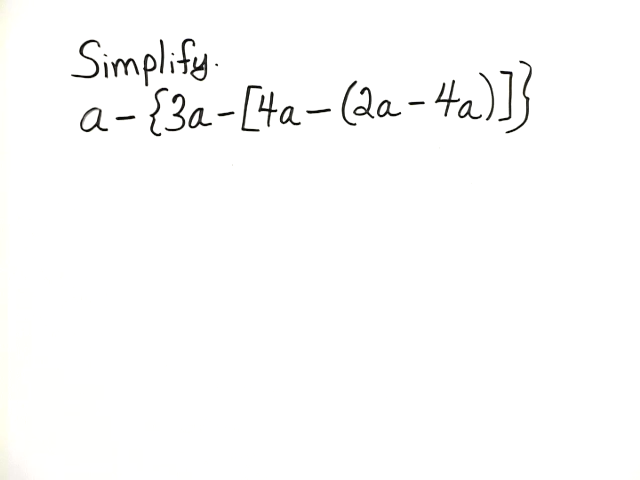 Simplify.
a - {3a - [4a - (2a - 4a)]}